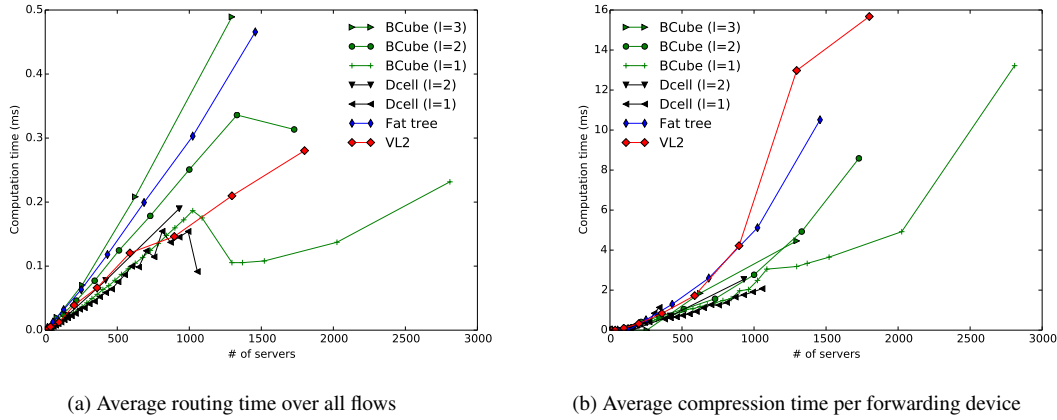 0.5
0.4
0.3
0.2
0.1
0.0
0
500
1000
1500
2000
2500
3000
# of servers
Computation time (ms)
BCube (l=3)
BCube (l=2)
BCube (l=1)
Dcell (l=2)
Dcell (l=1)
Fat tree
VL2
(a) Average routing time over all flows
16
14
12
10
8
6
4
2
0
0
500
1000
1500
2000
2500
3000
# of servers
Computation time (ms)
BCube (l=3)
BCube (l=2)
BCube (l=1)
Dcell (l=2)
Dcell (l=1)
Fat tree
VL2
(b) Average compression time per forwarding device